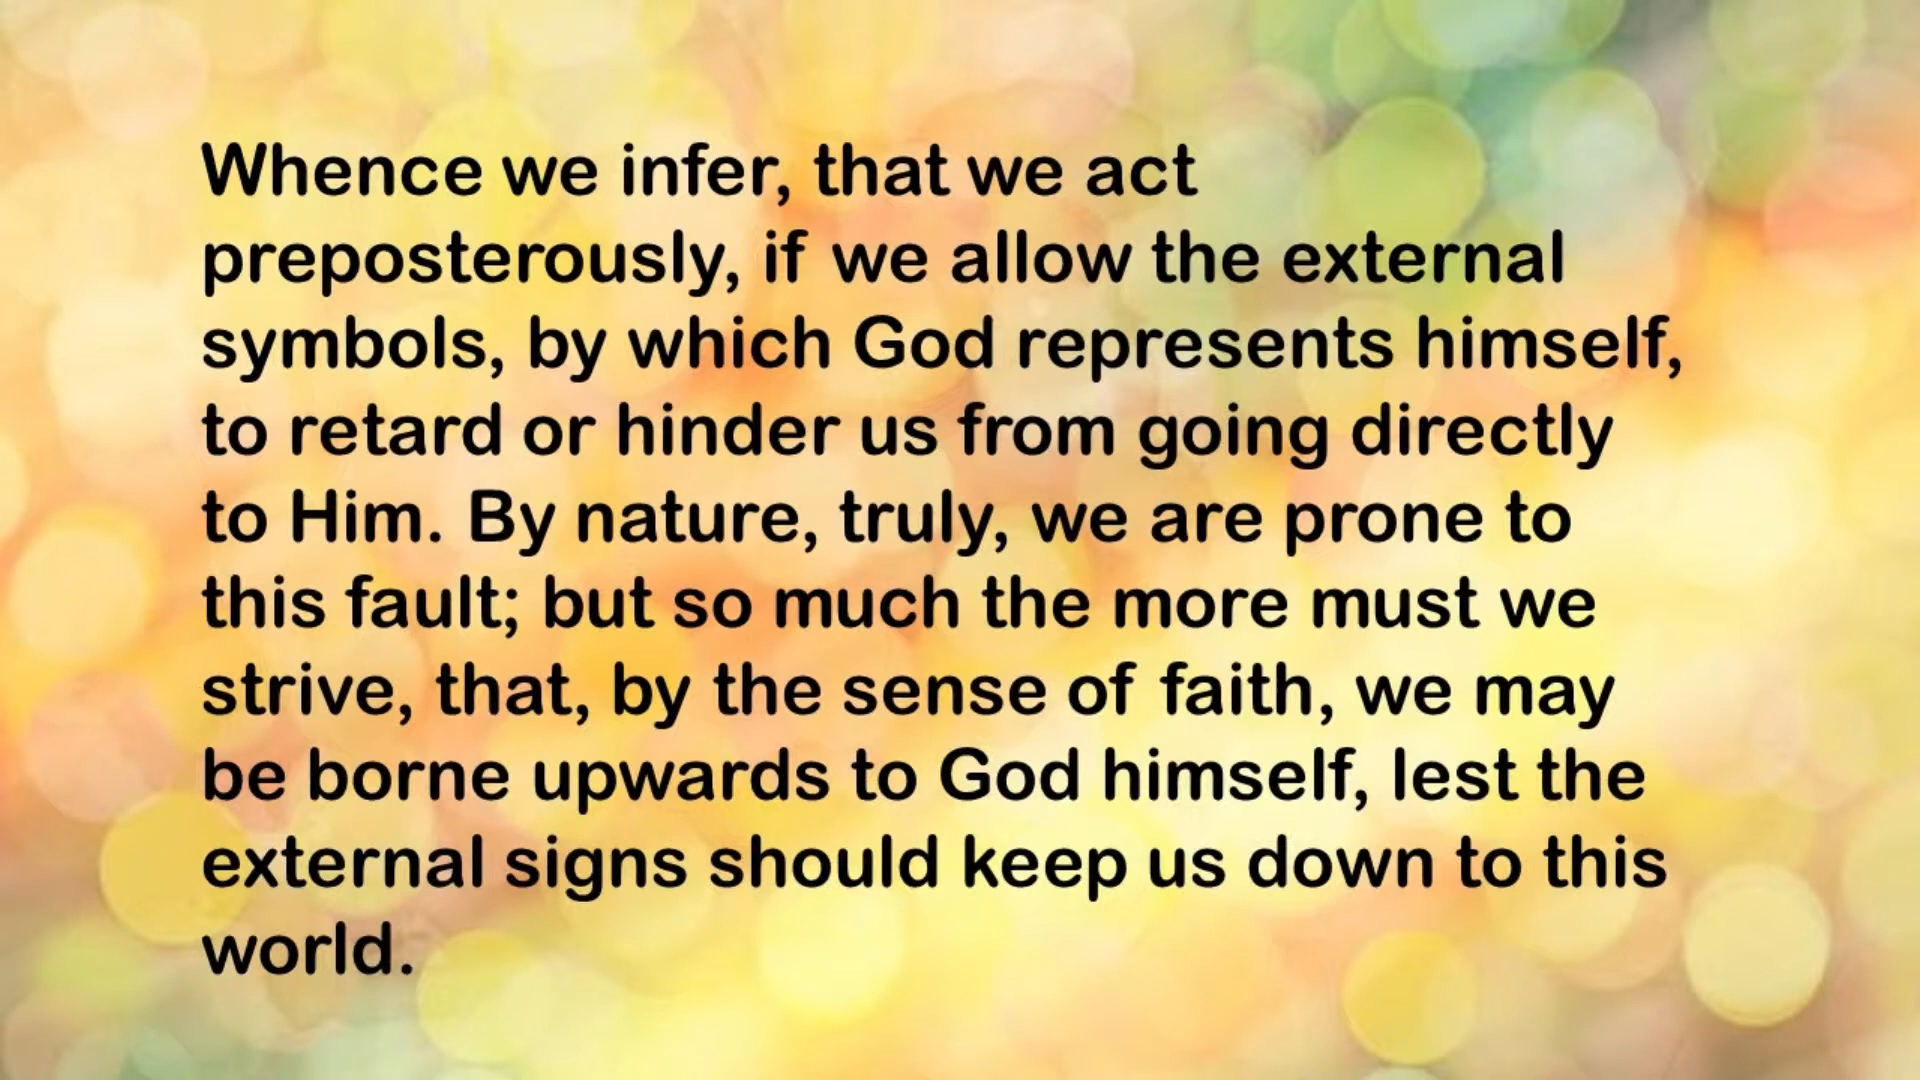 Whence we infer, that we act
preposterously, if we allow the external
symbols, by which God represents himself,
to retard or hinder us from going directly
to Him. By nature, truly, we are prone to
this fault; but so much the more must we
strive, that, by the sense of faith, we may
be borne upwards to God himself, lest the
external signs should keep us down to this
world.